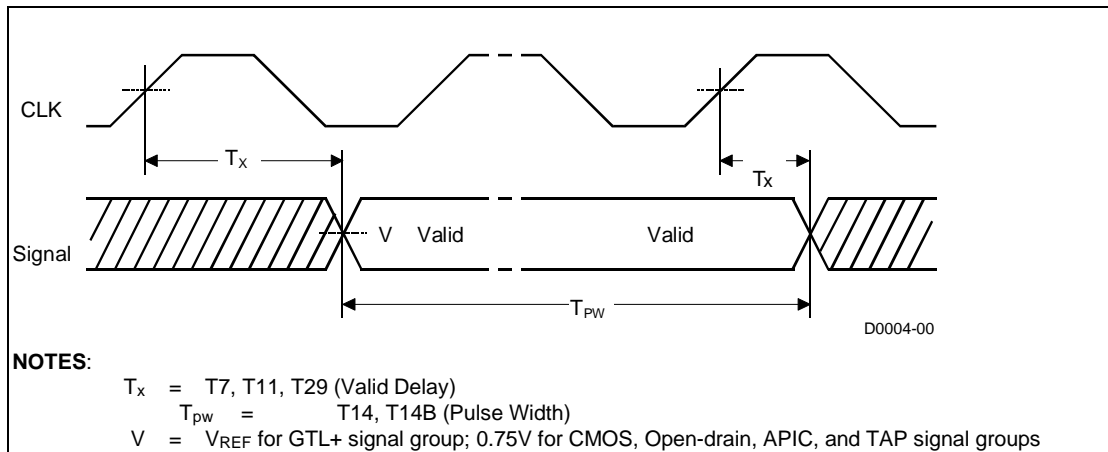 CLK
Tx
Tx
Signal
V Valid
Valid
TPW
D0004-00
NOTES:
Tx = T7, T11, T29 (Valid Delay)
Tpw = T14, T14B (Pulse Width)
V = VREF for GTL+ signal group; 0.75V for CMOS, Open-drain, APIC, and TAP signal groups